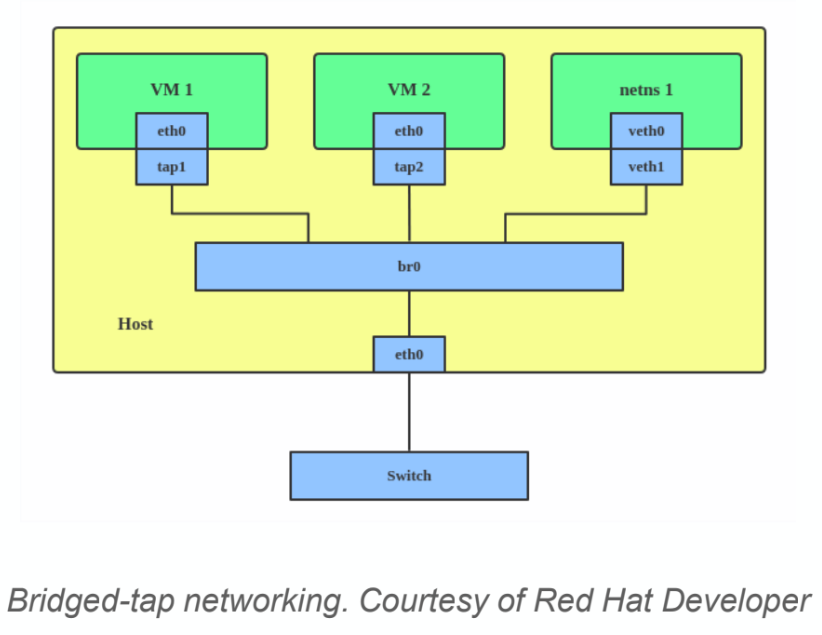 VM 1
VM 2
netns 1
eth0
eth0
veth0
tap1
tap2
veth1
br0
Host
eth0
Switch
Bridged-tap networking. Courtesy of Red Hat Developer